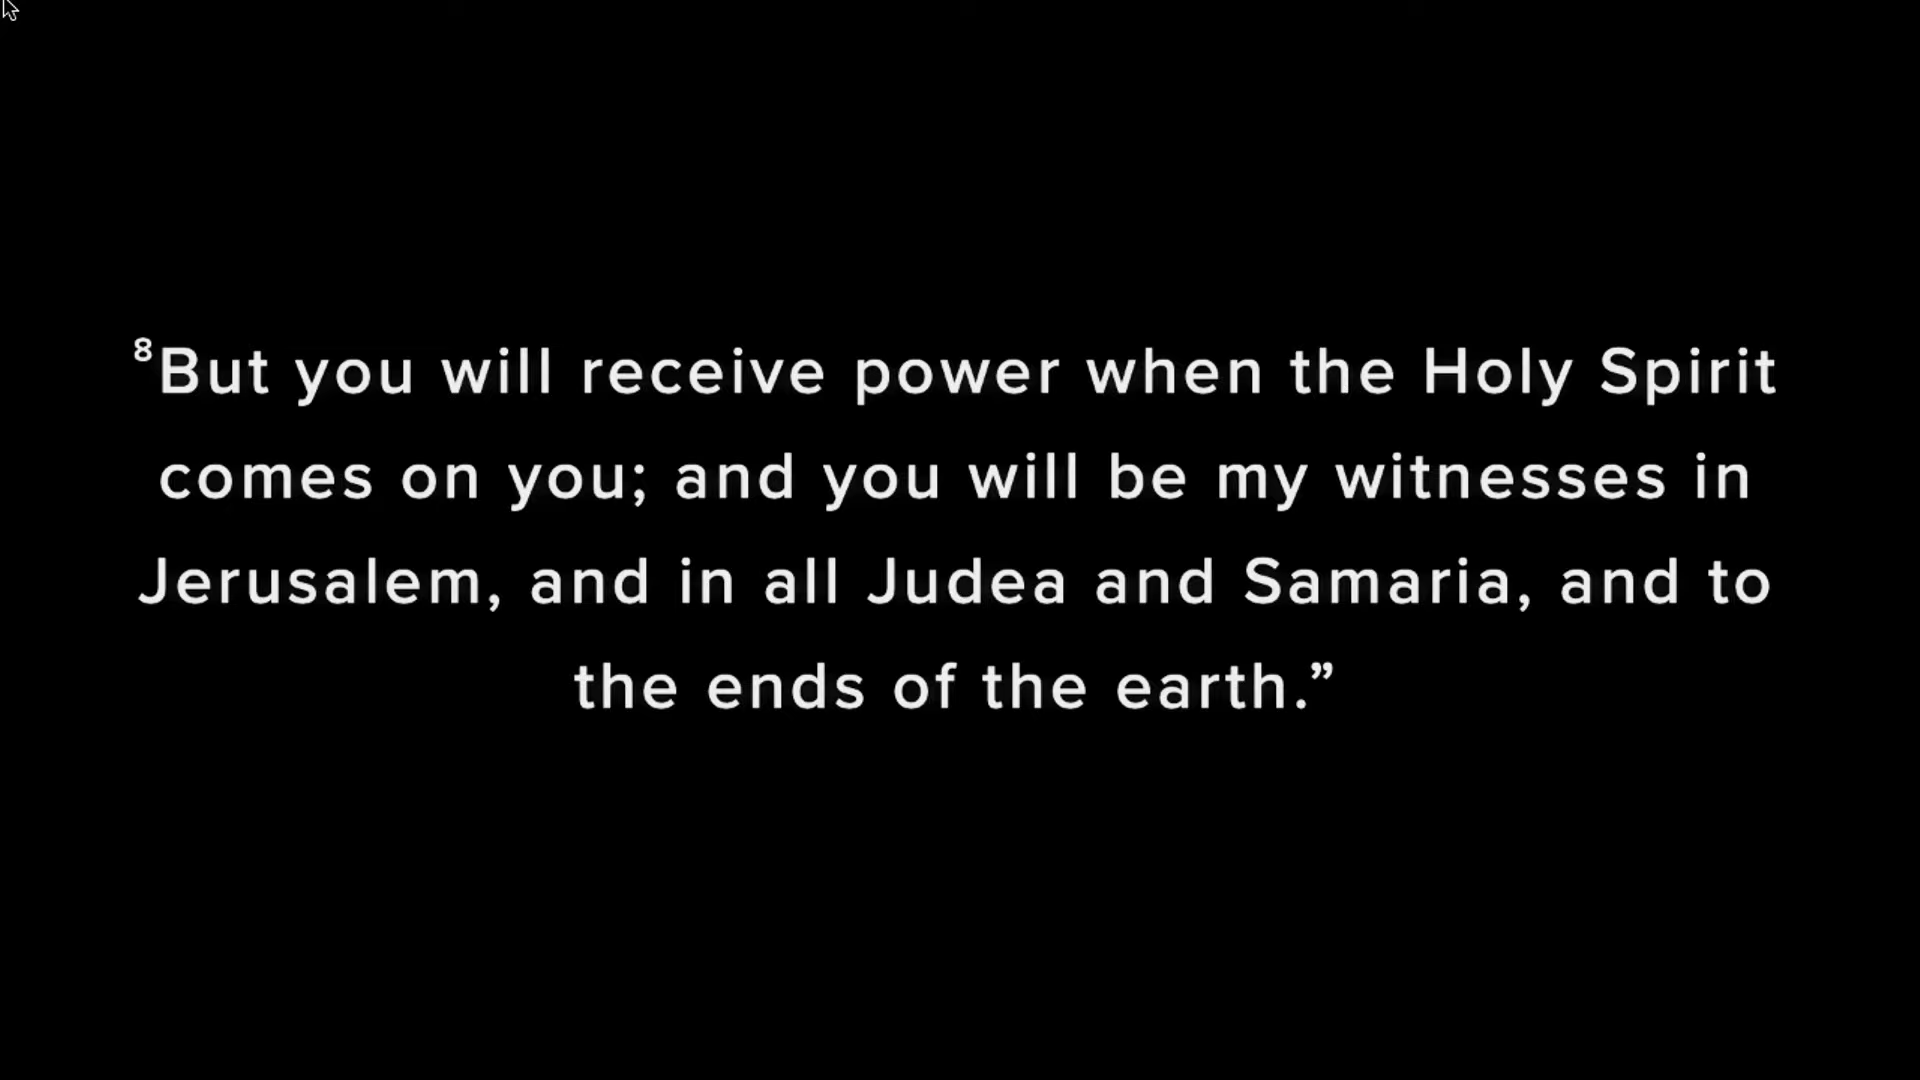 ⁸But you will receive power when the Holy Spirit
comes on you; and you will be my witnesses in
Jerusalem, and in all Judea and Samaria, and to
the ends of the earth.”